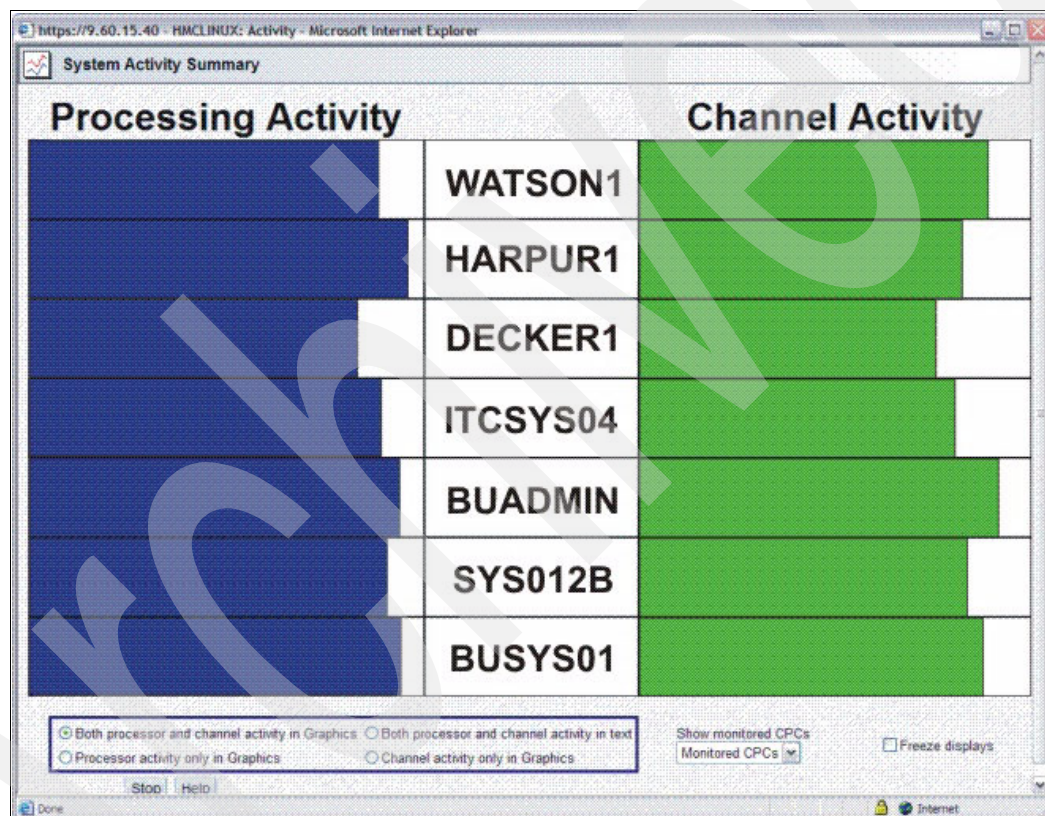 https://9.60.15.40 - HMCLINUX: Activity - Microsoft Internet Explorer
System Activity Summary
Processing Activity
Channel Activity
WATSON1
HARPUR1
DECKER1
ITCSYS04
BUADMIN
SYS012B
BUSYS01
Both processor and channel activity in Graphics
Both processor and channel activity in text
Processor activity only in Graphics
Channel activity only in Graphics
Show monitored CPCs
Monitored CPCs
Freeze displays
Stop
Help
Done
Internet